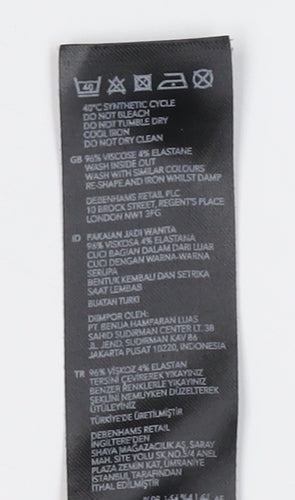 40
40°C SYNTHETIC CYCLE
DO NOT BLEACH
DO NOT TUMBLE DRY
COOL IRON
DO NOT DRY CLEAN
GB 96% VISCOSE 4% ELASTANE
WASH INSIDE OUT
WASH WITH SIMILAR COLOURS
RE-SHAPE AND IRON WHILST DAMP
DEBENHAMS RETAIL PLC
10 BROCK STREET, REGENT'S PLACE
LONDON NW1 3FG
ID PAKAIAN JADI WANITA
96% VISKOSA 4% ELASTANA
CUCI BAGIAN DALAM DARI LUAR
CUCI DENGAN WARNA-WARNA
SERUPA
BENTUK KEMBALI DAN SETRIKA
SAAT LEMBAB
BUATAN TURKI
DIIMPOR OLEH:
PT. BENUA HAMPARAN LUAS
SAHID SUDIRMAN CENTER LT. 38
JL. JEND. SUDIRMAN KAV 86
JAKARTA PUSAT 10220, INDONESIA
TR 96% VİSKOZ 4% ELASTAN
TERSİNİ ÇEVİREREK YIKAYINIZ
BENZER RENKLERLE YIKAYINIZ
ŞEKLİNİ NEMLİYKEN DÜZELTEREK
ÜTÜLEYİNİZ
TÜRKİYE'DE ÜRETİLMİŞTİR
DEBENHAMS RETAIL
İNGİLTERE'DEN
SHAYA MAĞAZACILIK AŞ, SARAY
MAH. SİTE YOLU SK.NO.3/4 ANEL
PLAZA ZEMİN KAT, ÜMRANİYE
İSTANBUL TARAFINDAN
İTHAL EDİLMİŞTİR